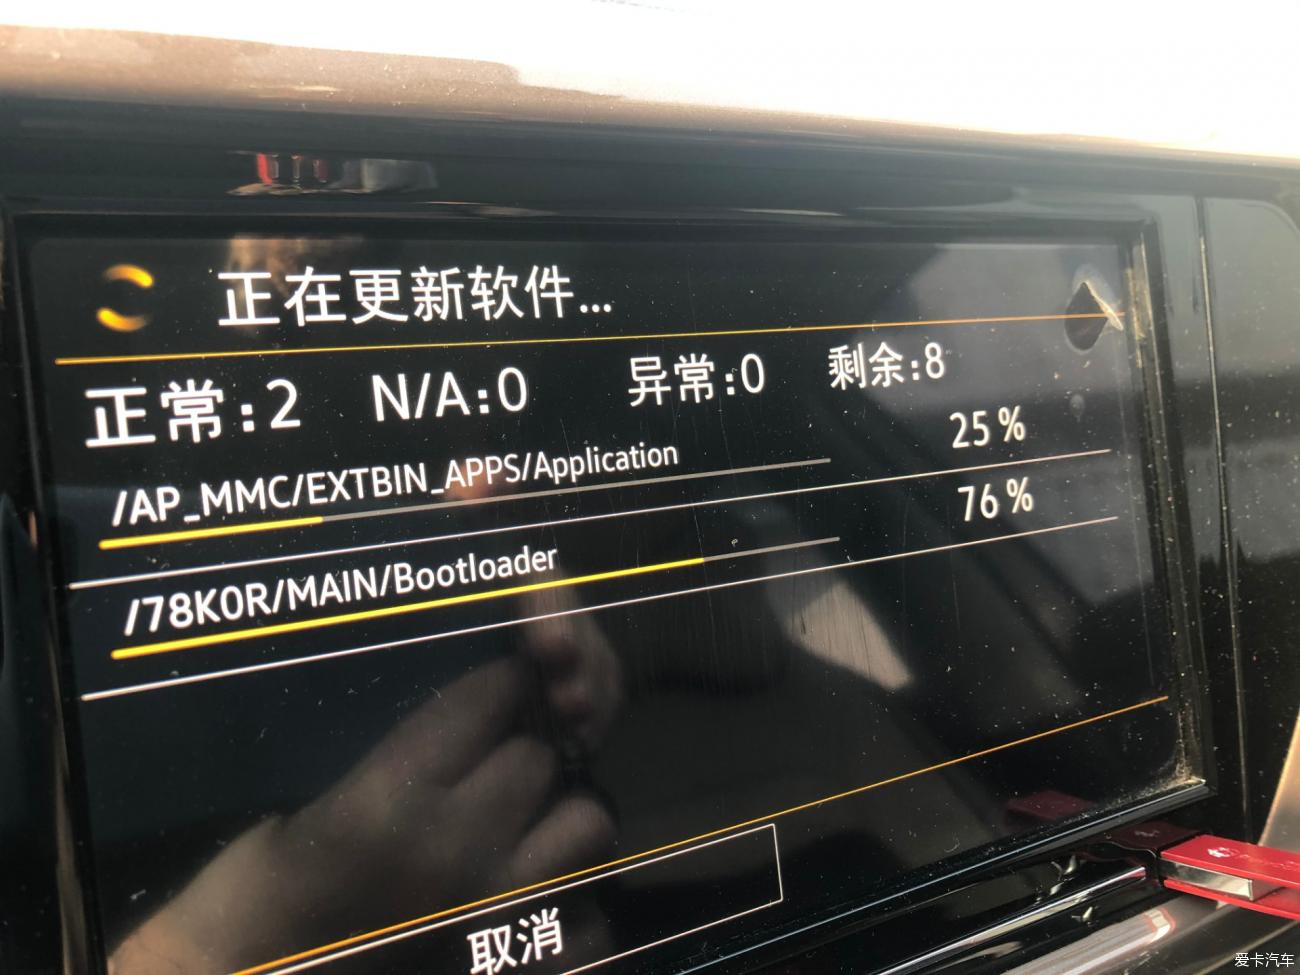 正在更新软件...
正常:2 N/A:0 异常:0 剩余:8
/AP_MMC/EXTBIN_APPS/Application 25%
/78K0R/MAIN/Bootloader 76%
取消
爱卡汽车